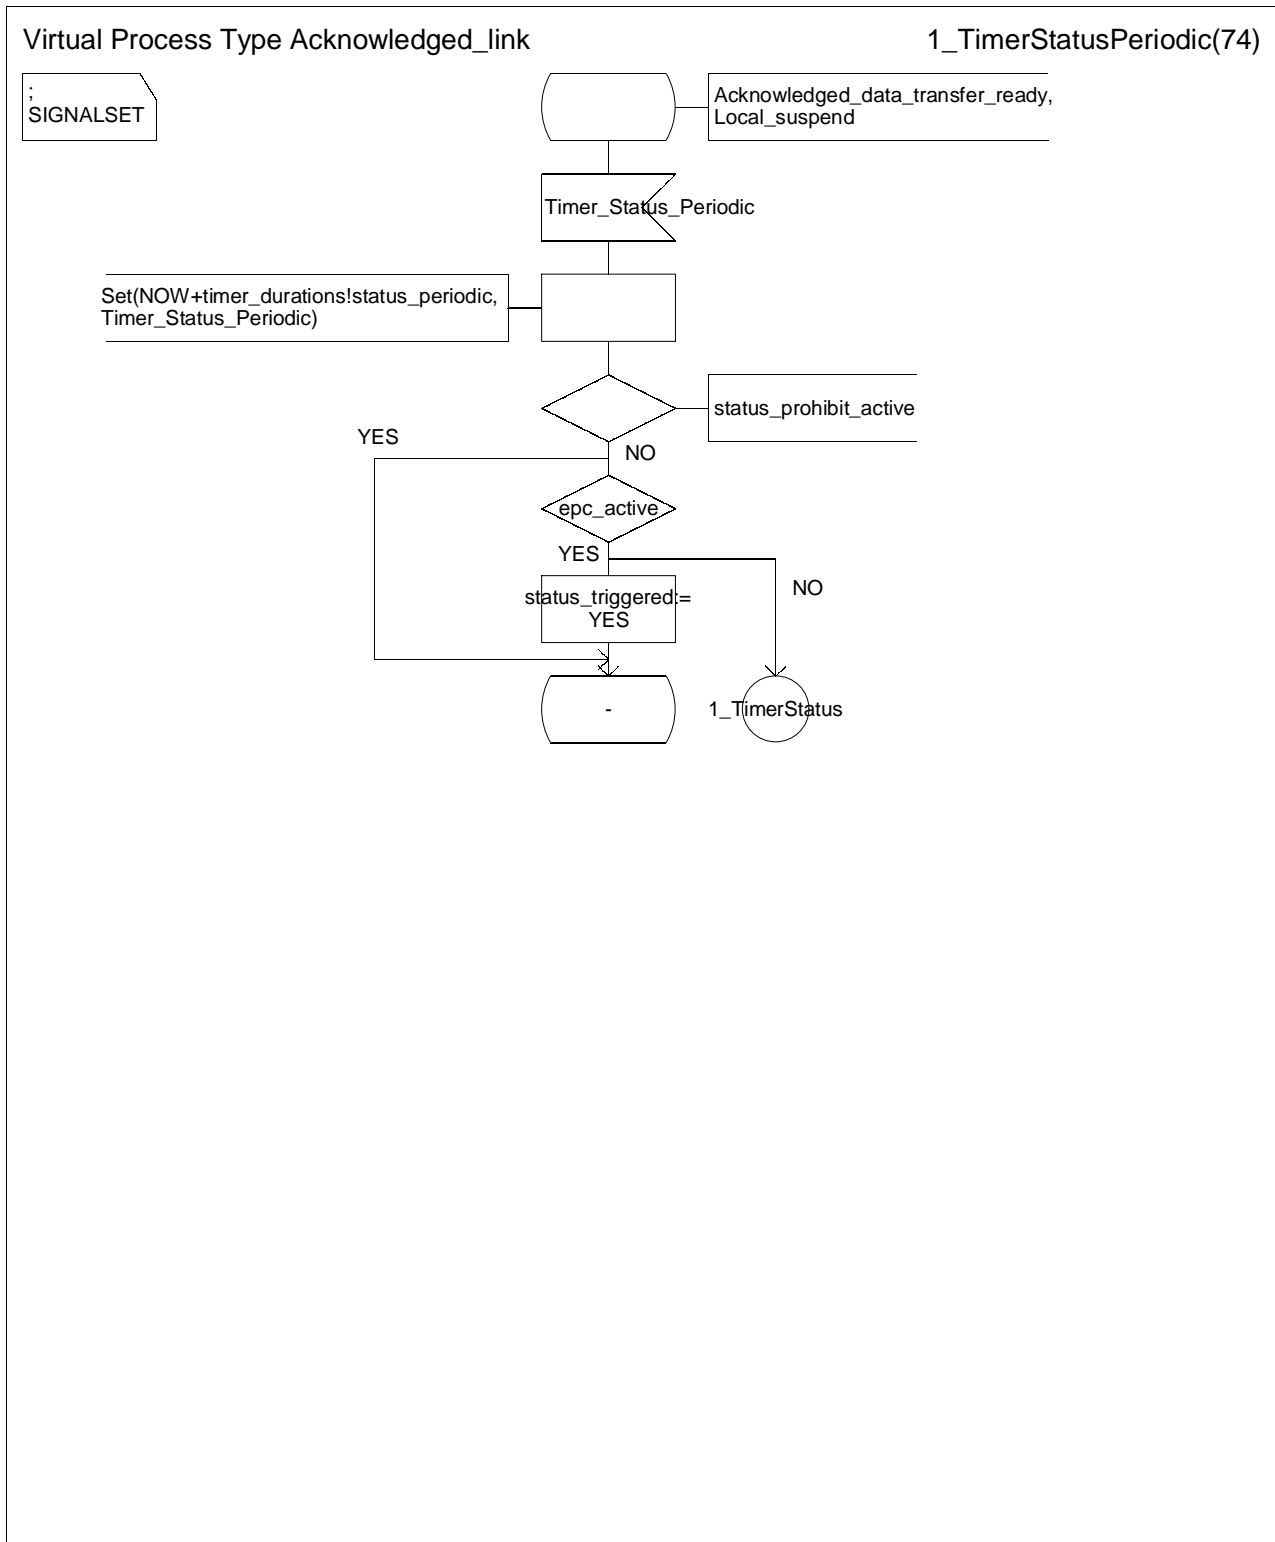 Virtual Process Type Acknowledged_link
1_TimerStatusPeriodic(74)
;
SIGNALSET
Acknowledged_data_transfer_ready,
Local_suspend
Timer_Status_Periodic
Set(NOW+timer_durations!status_periodic,
Timer_Status_Periodic)
status_prohibit_active
YES
NO
epc_active
YES
NO
status_triggered:=
YES
-
1_TimerStatus